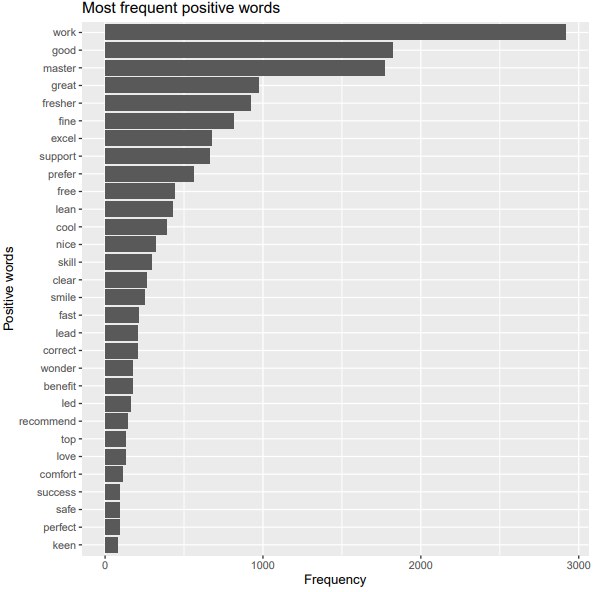 Most frequent positive words
work
good
master
great
fresher
fine
excel
support
prefer
free
lean
cool
nice
skill
clear
smile
fast
lead
correct
wonder
benefit
led
recommend
top
love
comfort
success
safe
perfect
keen
Positive words
0 1000 2000 3000
Frequency